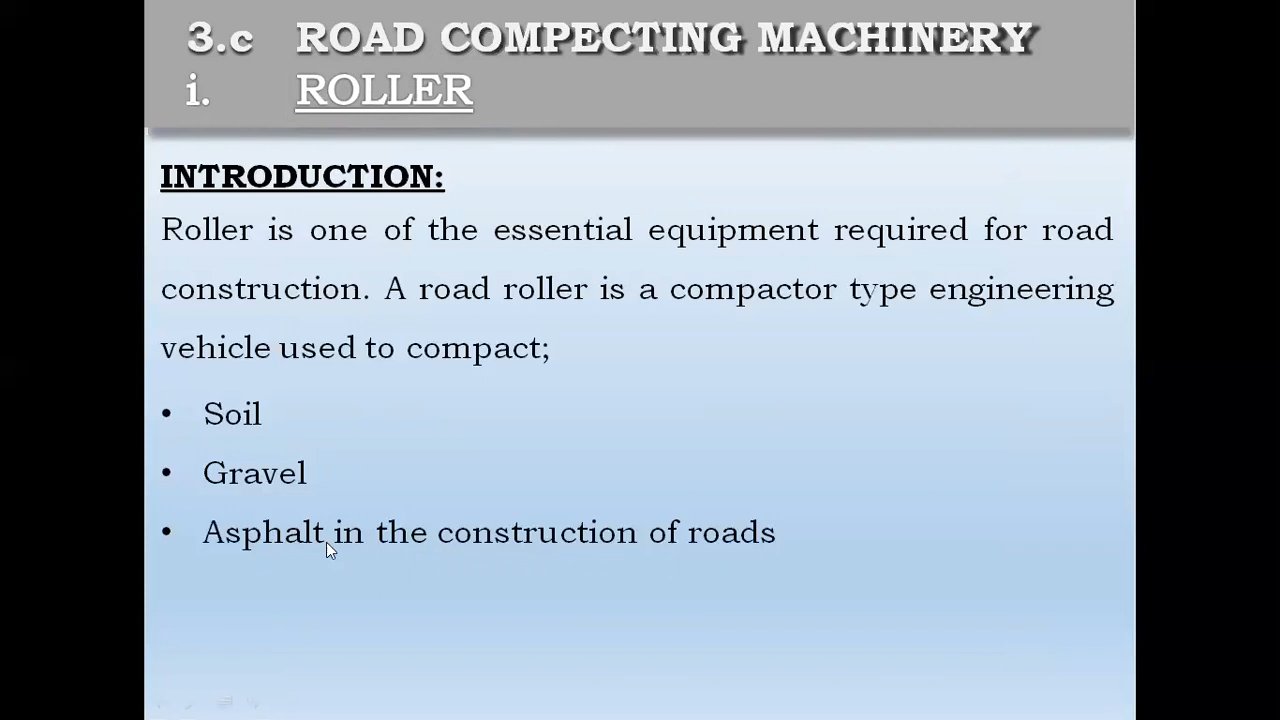 3.c ROAD COMPECTING MACHINERY
i. ROLLER
INTRODUCTION:
Roller is one of the essential equipment required for road
construction. A road roller is a compactor type engineering
vehicle used to compact;
• Soil
• Gravel
• Asphalt in the construction of roads